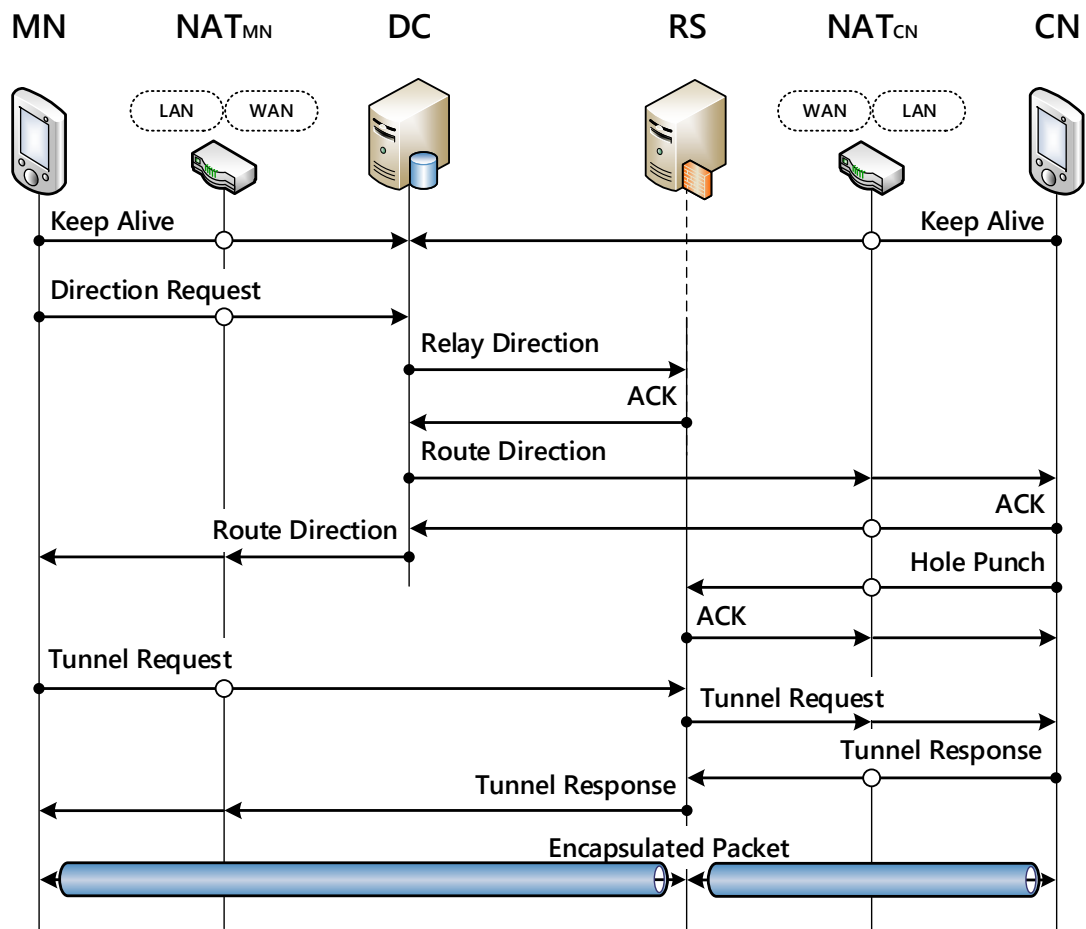 MN NATMN DC RS NATCN CN
LAN WAN WAN LAN
Keep Alive Keep Alive
Direction Request
Relay Direction
ACK
Route Direction
ACK
Route Direction
Hole Punch
ACK
Tunnel Request
Tunnel Request
Tunnel Response
Tunnel Response
Encapsulated Packet